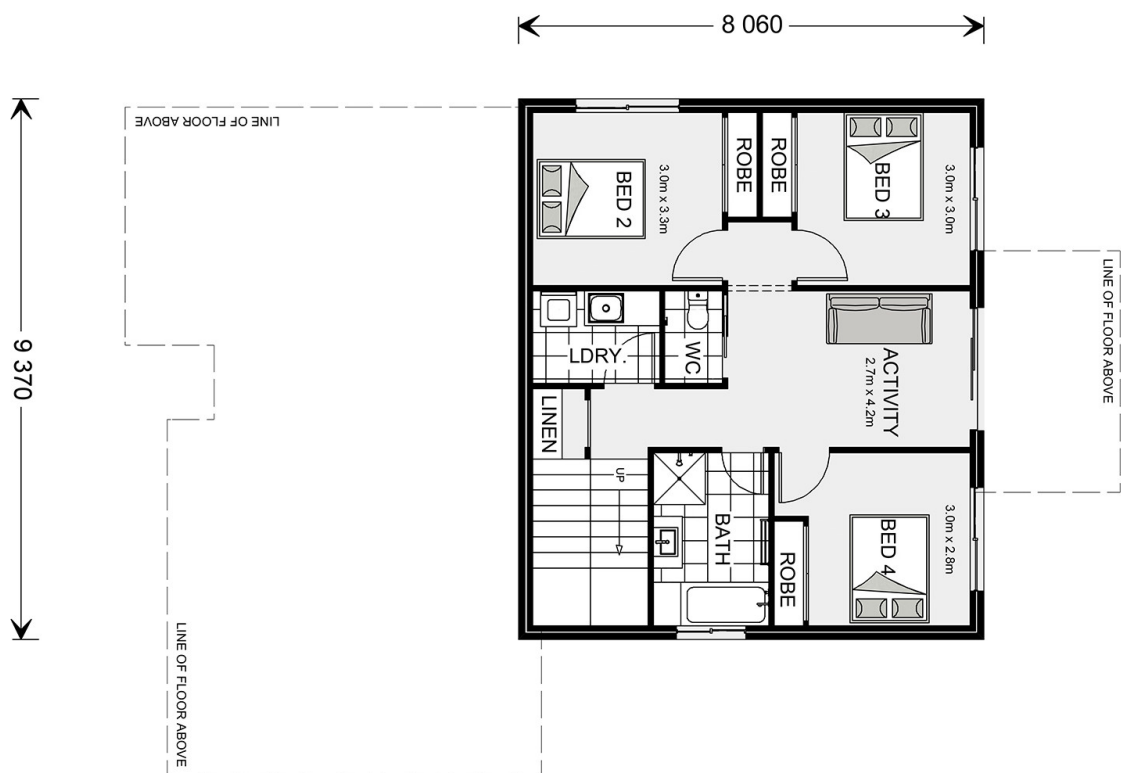 8 060
LINE OF FLOOR ABOVE
9 370
BED 2
3.0m x 3.3m
ROBE
ROBE
BED 3
3.0m x 3.0m
LINE OF FLOOR ABOVE
LDRY.
WC
ACTIVITY
2.7m x 4.2m
LINEN
UP
BATH
ROBE
BED 4
3.0m x 2.8m
LINE OF FLOOR ABOVE